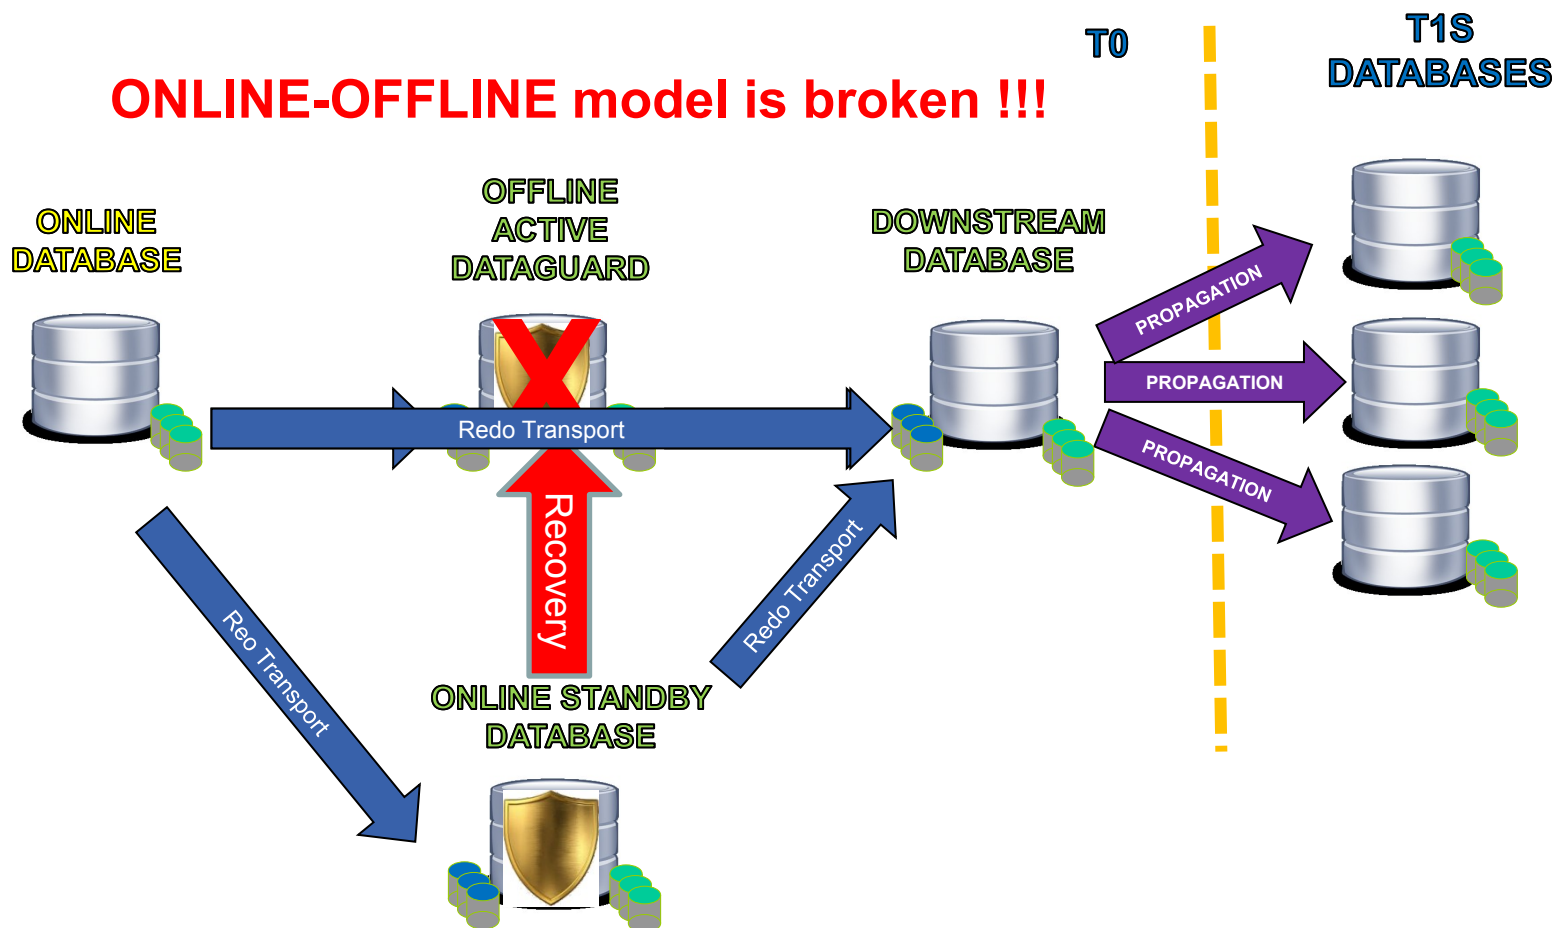 T0
T1S
DATABASES
ONLINE-OFFLINE model is broken !!!
ONLINE
DATABASE
OFFLINE
ACTIVE
DATAGUARD
DOWNSTREAM
DATABASE
PROPAGATION
PROPAGATION
PROPAGATION
Redo Transport
Recovery
Redo Transport
Reo Transport
ONLINE STANDBY
DATABASE